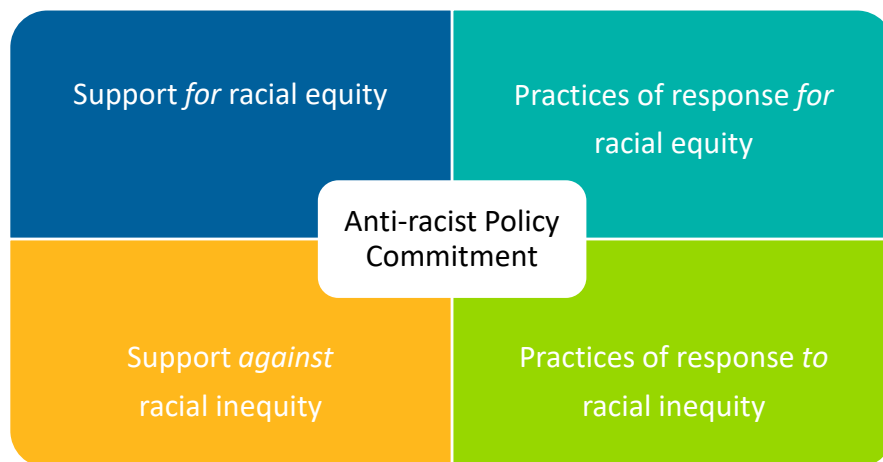 Support for racial equity
Practices of response for
racial equity
Anti-racist Policy
Commitment
Support against
racial inequity
Practices of response to
racial inequity